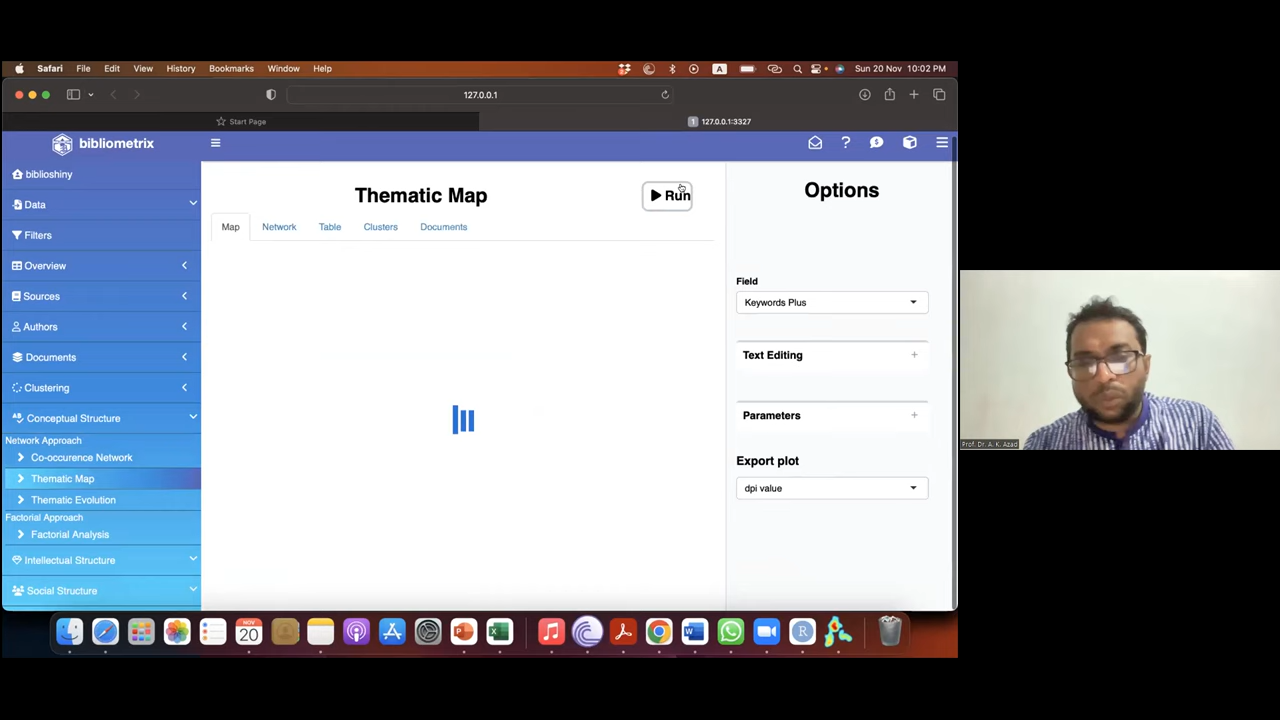 Safari File Edit View History Bookmarks Window Help
A
Sun 20 Nov 10:02 PM
127.0.0.1
Start Page
1 127.0.0.1:3327
bibliometrix
biblioshiny
Data
Filters
Overview
Sources
Authors
Documents
Clustering
Conceptual Structure
Network Approach
Co-occurence Network
Thematic Map
Thematic Evolution
Factorial Approach
Factorial Analysis
Intellectual Structure
Social Structure
Thematic Map
Run
Map Network Table Clusters Documents
Options
Field
Keywords Plus
Text Editing
Parameters
Export plot
dpi value
NOV
20
Prof. Dr. A. K. Azad